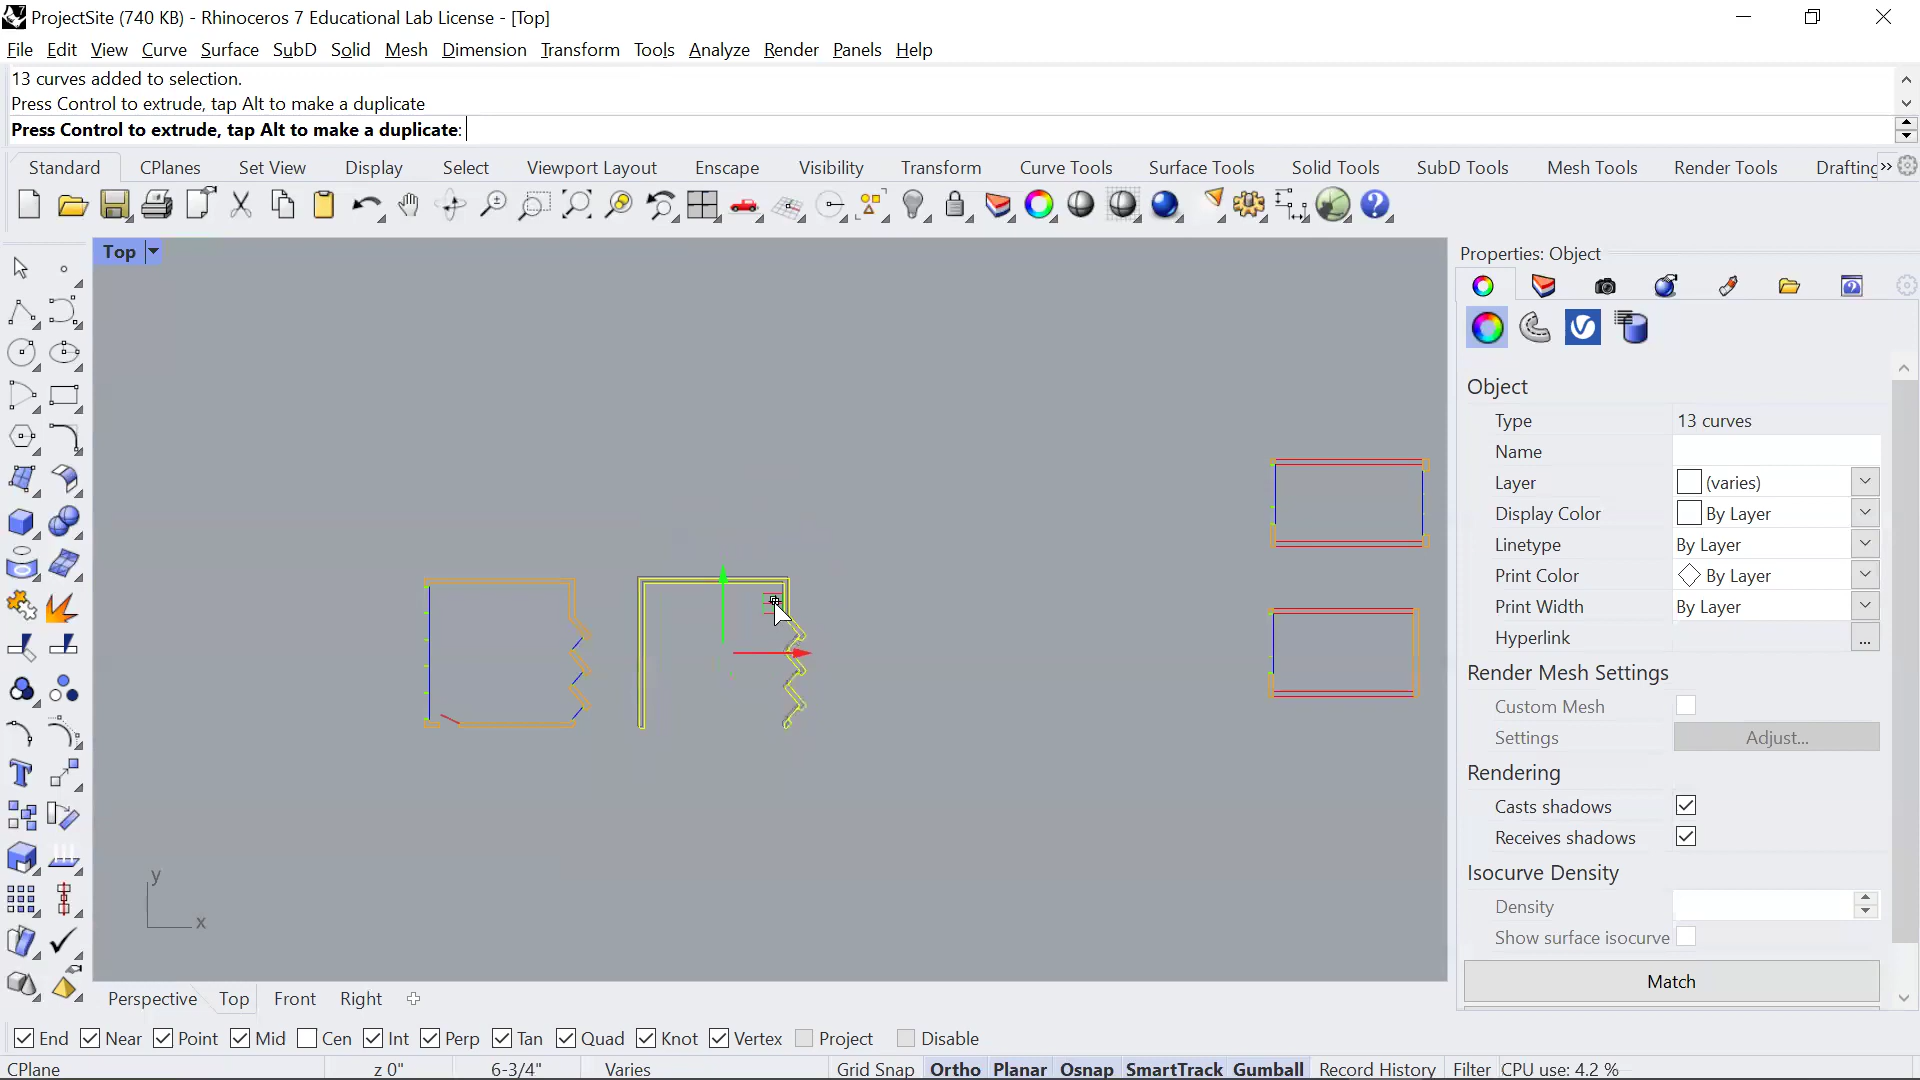 ProjectSite (740 KB) - Rhinoceros 7 Educational Lab License - [Top]
File Edit View Curve Surface SubD Solid Mesh Dimension Transform Tools Analyze Render Panels Help
13 curves added to selection.
Press Control to extrude, tap Alt to make a duplicate
Press Control to extrude, tap Alt to make a duplicate:
Standard CPlanes Set View Display Select Viewport Layout Enscape Visibility Transform Curve Tools Surface Tools Solid Tools SubD Tools Mesh Tools Render Tools Drafting »
Top
Properties: Object
Object
Type 13 curves
Name
Layer (varies)
Display Color By Layer
Linetype By Layer
Print Color By Layer
Print Width By Layer
Hyperlink ...
Render Mesh Settings
Custom Mesh
Settings Adjust...
Rendering
Casts shadows
Receives shadows
Isocurve Density
Density
Show surface isocurve
Match
y
x
Perspective Top Front Right
End Near Point Mid Cen Int Perp Tan Quad Knot Vertex Project Disable
CPlane z 0" 6-3/4" Varies Grid Snap Ortho Planar Osnap SmartTrack Gumball Record History Filter CPU use: 4.2 %